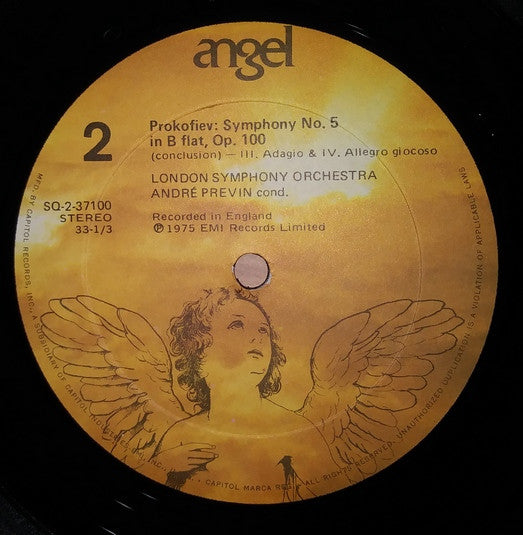 angel
2
Prokofiev: Symphony No. 5
in B flat, Op. 100
(conclusion) — III. Adagio & IV. Allegro giocoso
LONDON SYMPHONY ORCHESTRA
ANDRÉ PREVIN cond.
SQ-2-37100
STEREO
33-1/3
Recorded in England
℗ 1975 EMI Records Limited
MFD. BY CAPITOL RECORDS, INC., A SUBSIDIARY OF CAPITOL INDUSTRIES CAPITOL MARCA REG. ALL RIGHTS RESERVED. UNAUTHORIZED DUPLICATION IS A VIOLATION OF APPLICABLE LAWS